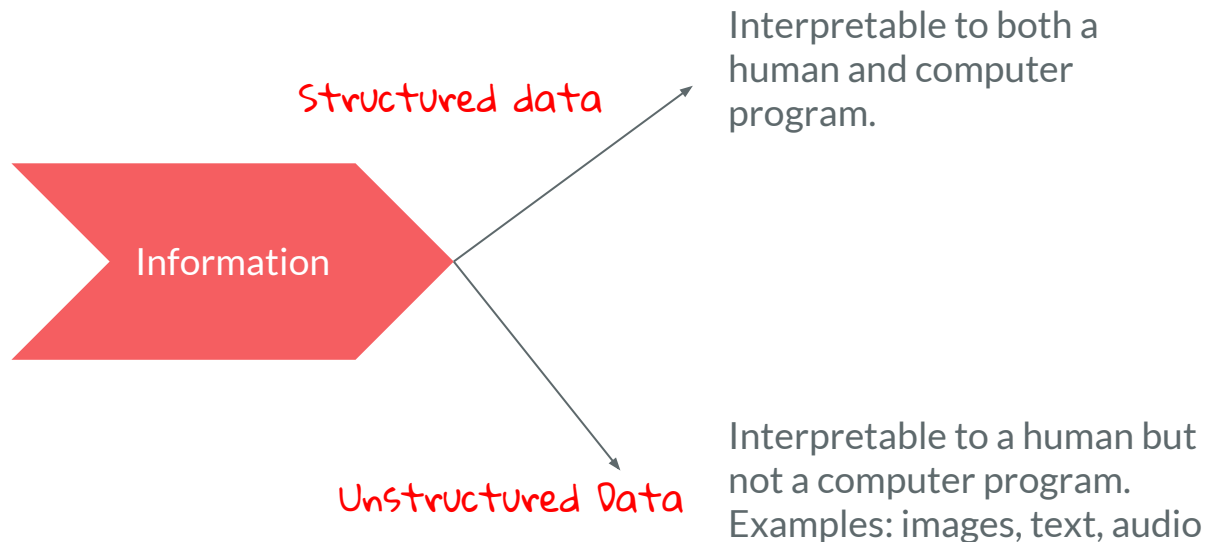 Interpretable to both a
human and computer
program.
Structured data
Information
Unstructured Data
Interpretable to a human but
not a computer program.
Examples: images, text, audio